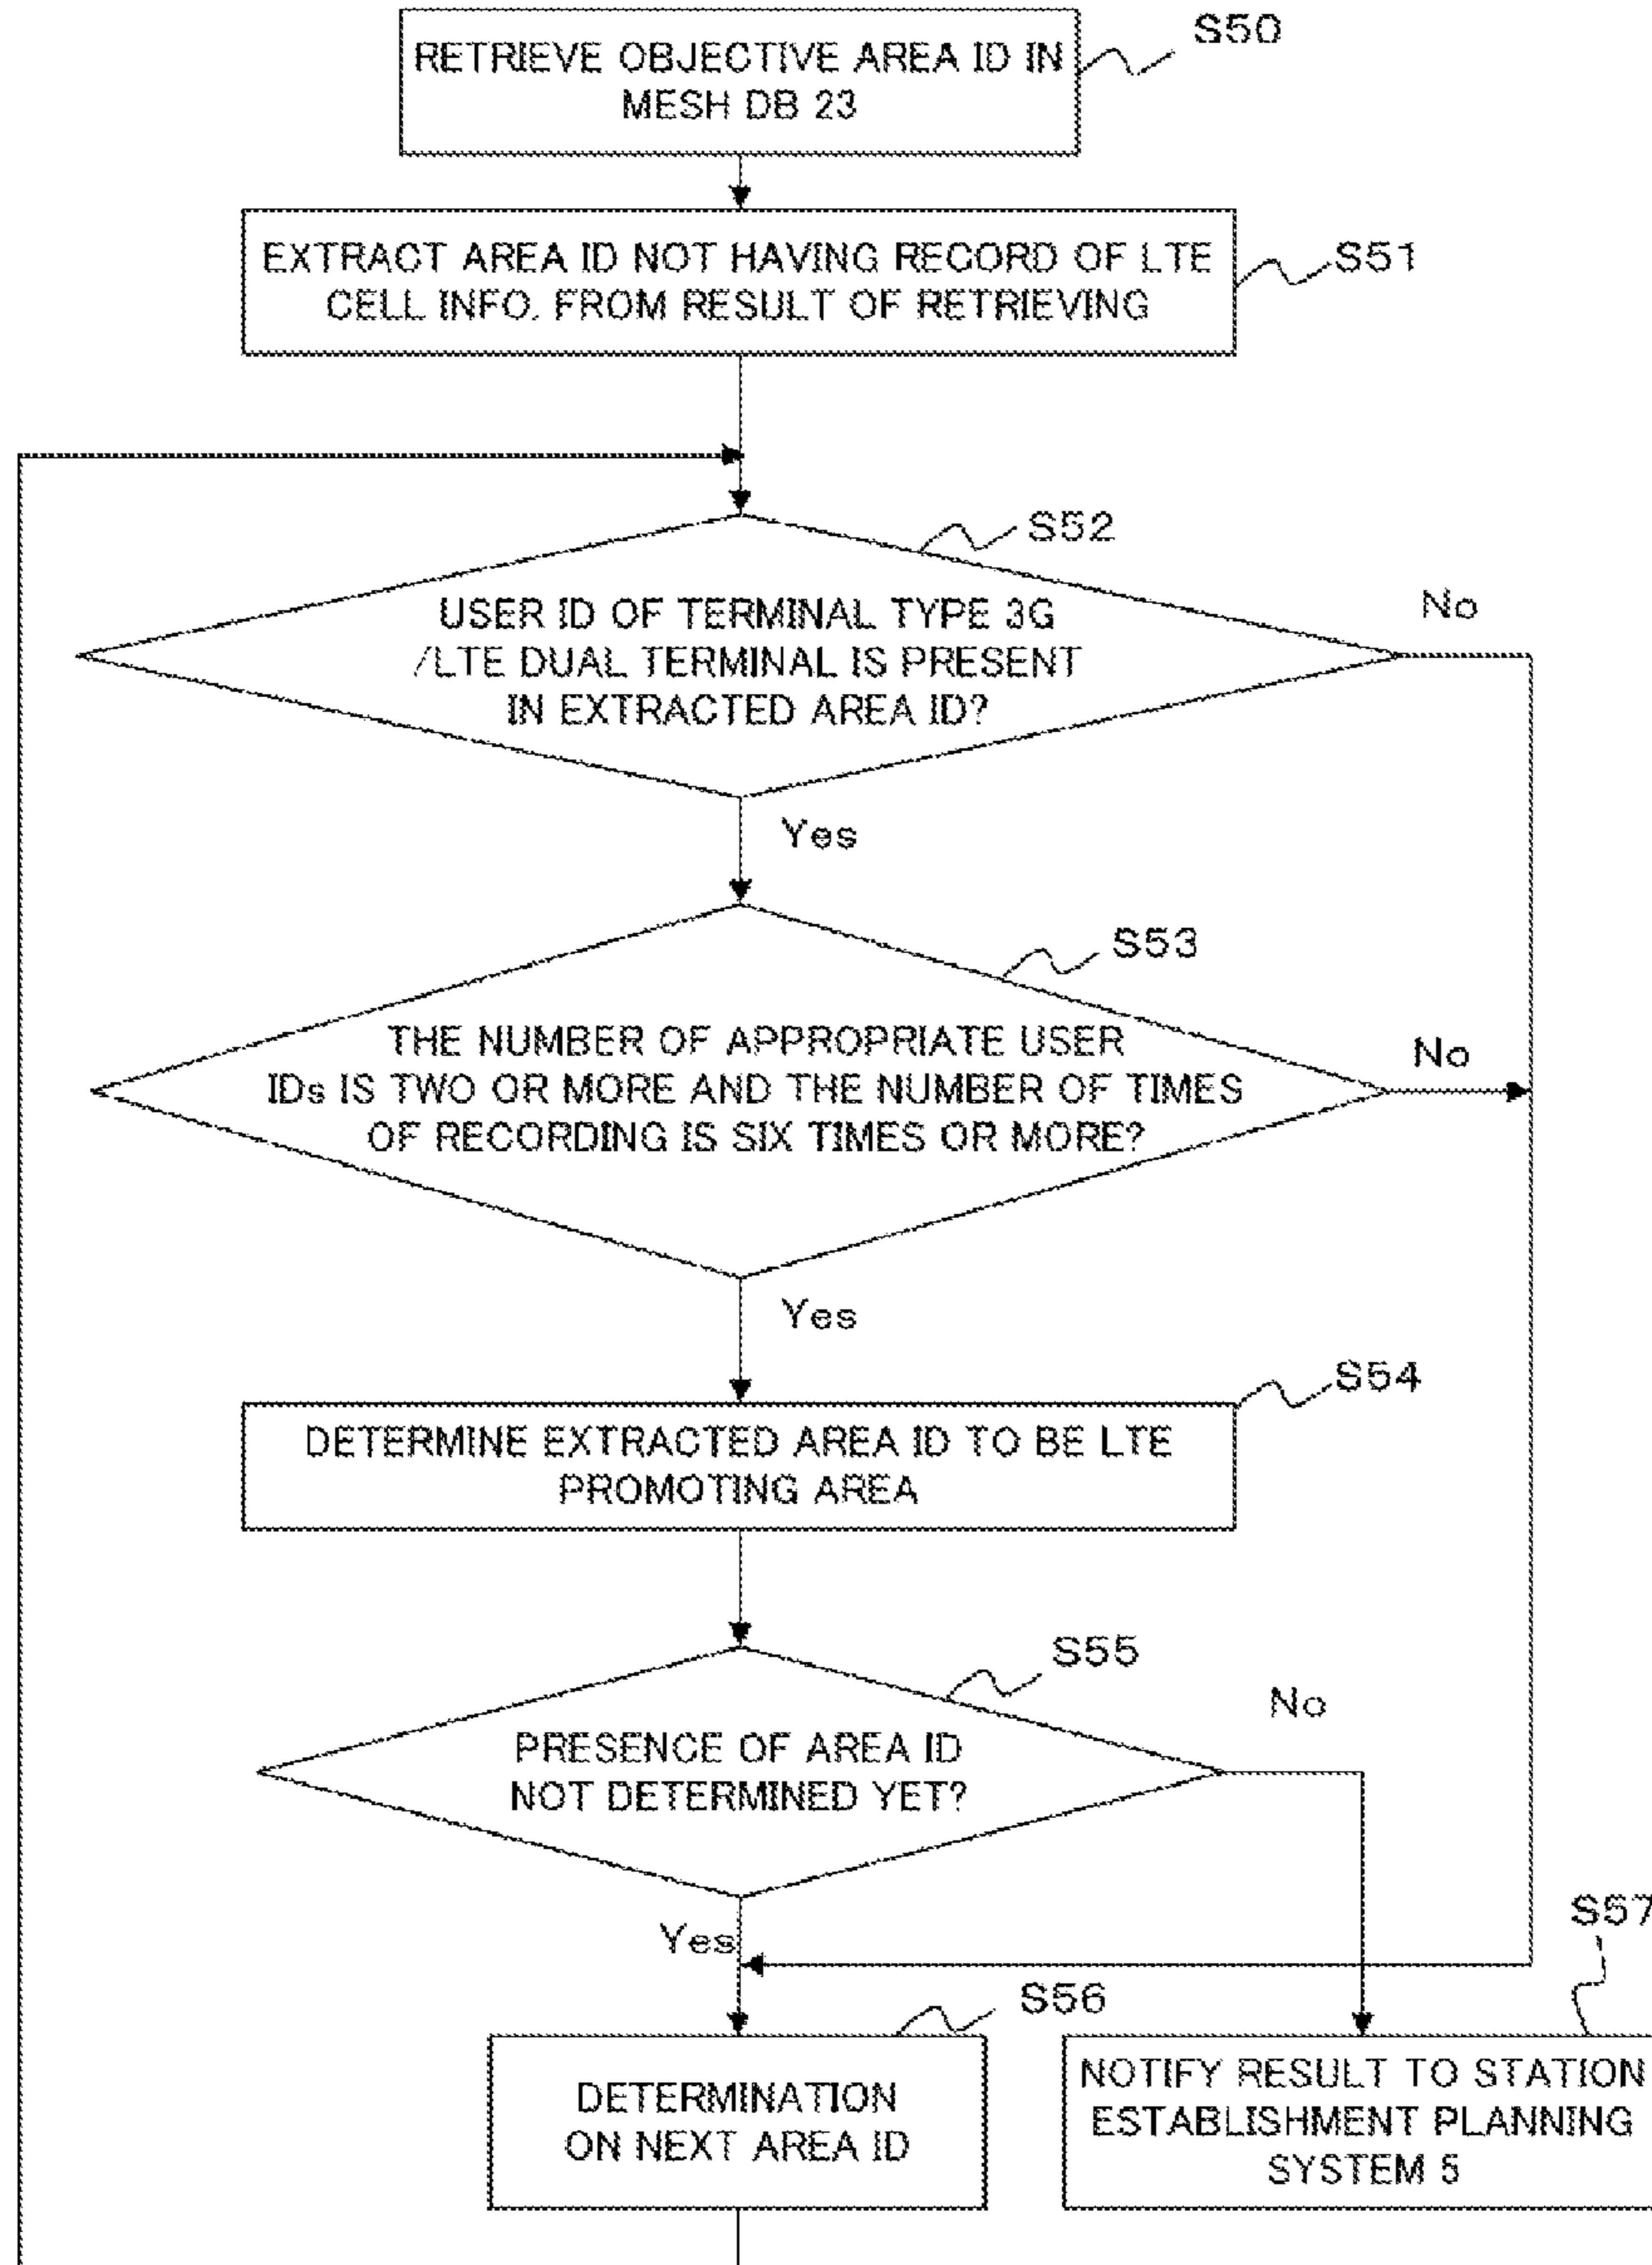 S50
RETRIEVE OBJECTIVE AREA ID IN
MESH DB 23
S51
EXTRACT AREA ID NOT HAVING RECORD OF LTE
CELL INFO. FROM RESULT OF RETRIEVING
S52
USER ID OF TERMINAL TYPE 3G
/LTE DUAL TERMINAL IS PRESENT
IN EXTRACTED AREA ID?
No
Yes
S53
THE NUMBER OF APPROPRIATE USER
IDs IS TWO OR MORE AND THE NUMBER OF TIMES
OF RECORDING IS SIX TIMES OR MORE?
No
Yes
S54
DETERMINE EXTRACTED AREA ID TO BE LTE
PROMOTING AREA
S55
PRESENCE OF AREA ID
NOT DETERMINED YET?
No
Yes
S56
DETERMINATION
ON NEXT AREA ID
S57
NOTIFY RESULT TO STATION
ESTABLISHMENT PLANNING
SYSTEM 5